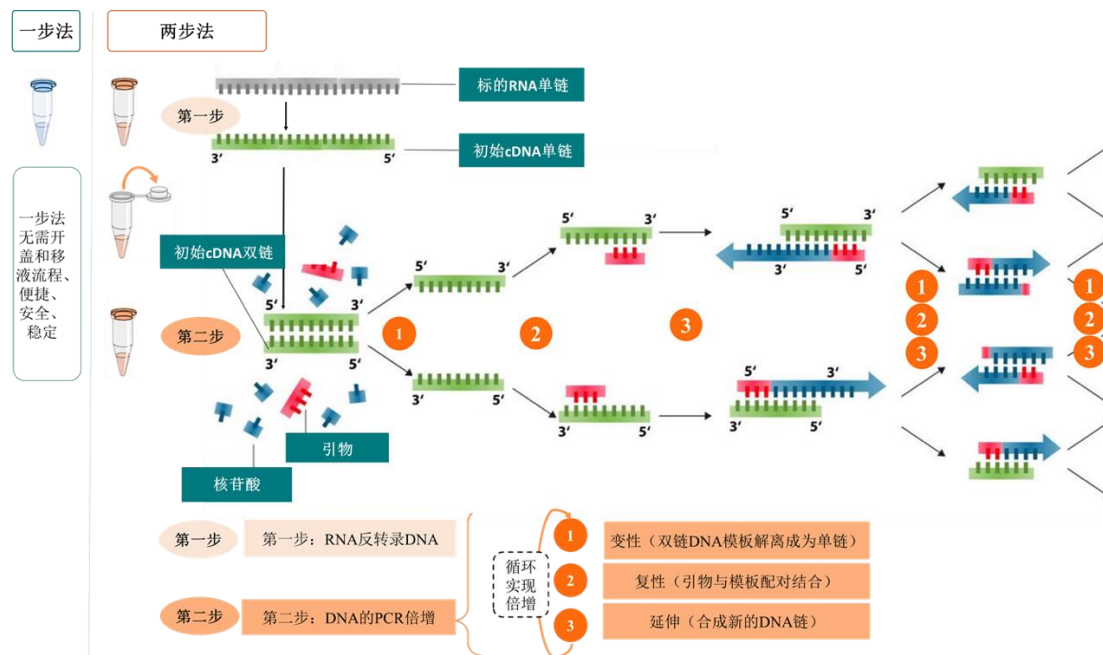 一步法
两步法
标的RNA单链
第一步
初始cDNA单链
3‘
5‘
一步法
无需开
盖和移
液流程、
便捷、
安全、
稳定
初始cDNA双链
5‘
3‘
第二步
3‘
5‘
引物
核苷酸
5‘
3‘
1
3‘
5‘
5‘
3‘
2
3‘
5‘
5‘
3‘
3‘
5‘
3
5‘
3‘
3‘
5‘
1
2
3
1
2
3
第一步
第一步：RNA反转录DNA
第二步
第二步：DNA的PCR倍增
循环
实现
倍增
1
变性（双链DNA模板解离成为单链）
2
复性（引物与模板配对结合）
3
延伸（合成新的DNA链）